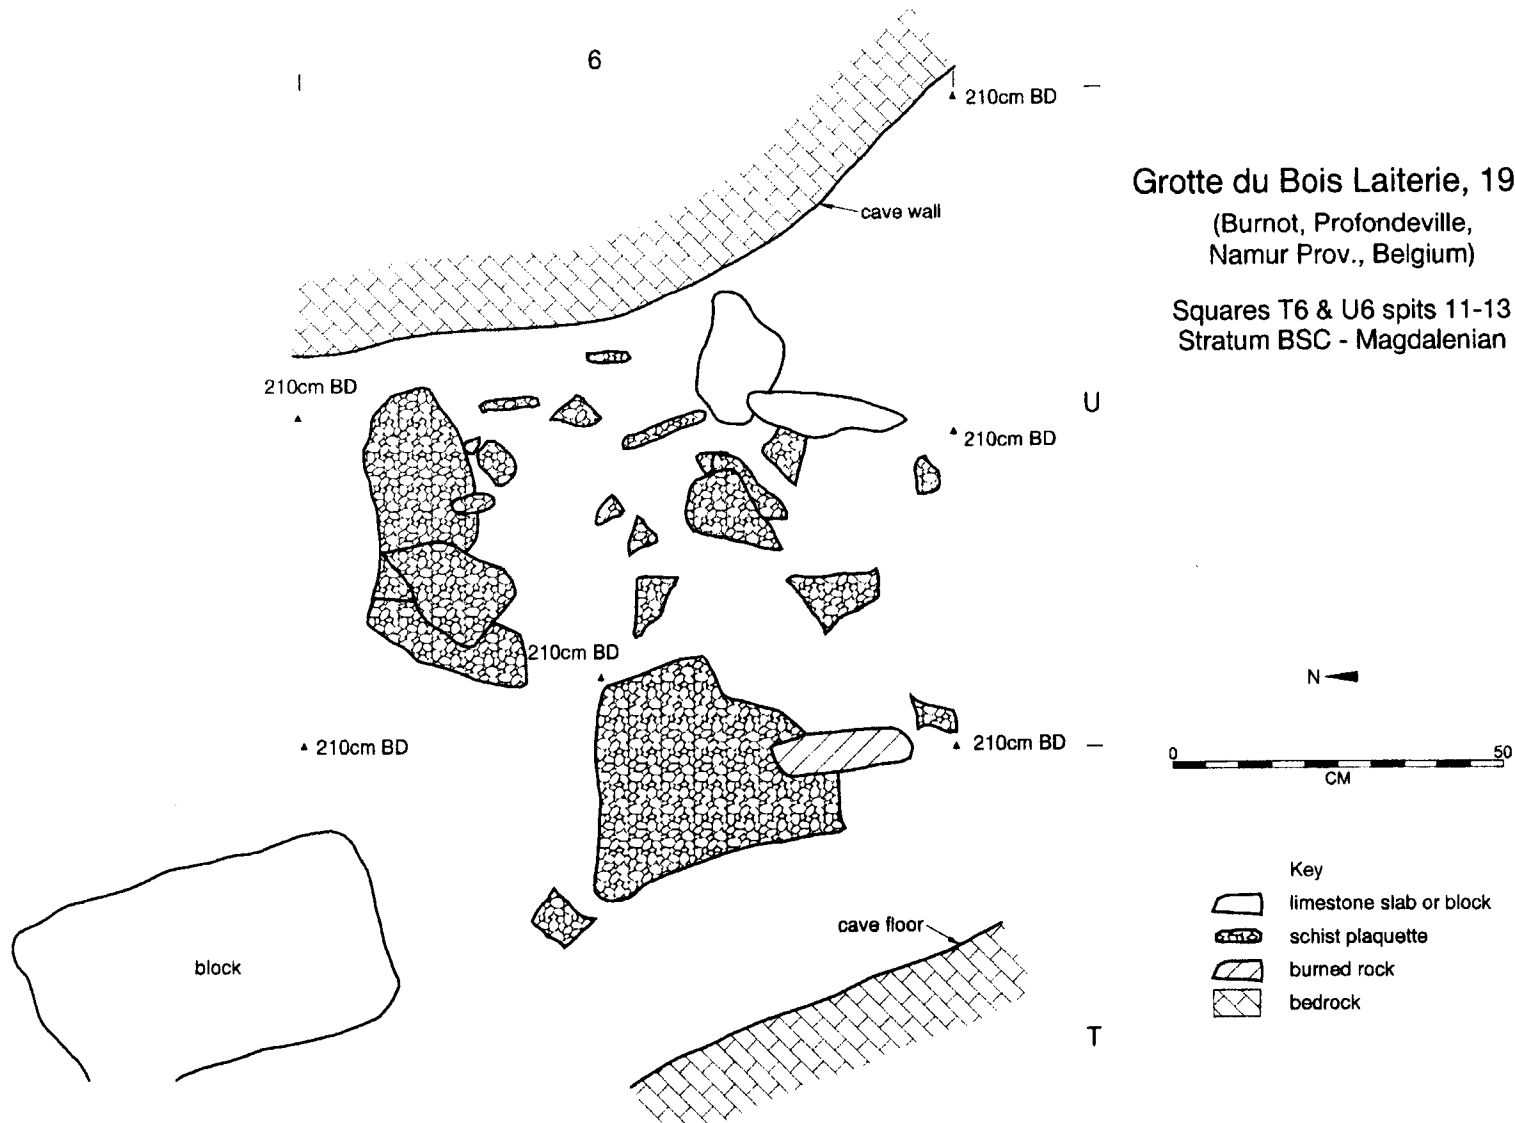 6
210cm BD
cave wall
Grotte du Bois Laiterie, 19
(Burnot, Profondeville,
Namur Prov., Belgium)
Squares T6 & U6 spits 11-13
Stratum BSC - Magdalenian
210cm BD
U
210cm BD
210cm BD
N
210cm BD
210cm BD
0 50
CM
block
cave floor
T
Key
limestone slab or block
schist plaquette
burned rock
bedrock